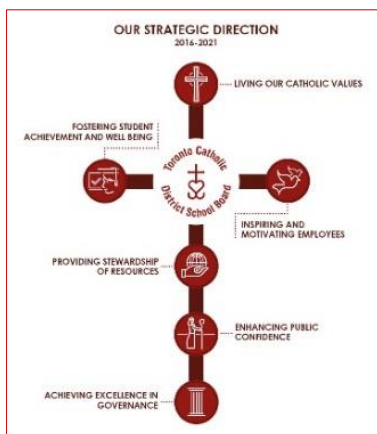 OUR STRATEGIC DIRECTION
2016-2021
LIVING OUR CATHOLIC VALUES
FOSTERING STUDENT
ACHIEVEMENT AND WELL BEING
Toronto Catholic
District School Board
INSPIRING AND
MOTIVATING EMPLOYEES
PROVIDING STEWARDSHIP
OF RESOURCES
ENHANCING PUBLIC
CONFIDENCE
ACHIEVING EXCELLENCE IN
GOVERNANCE